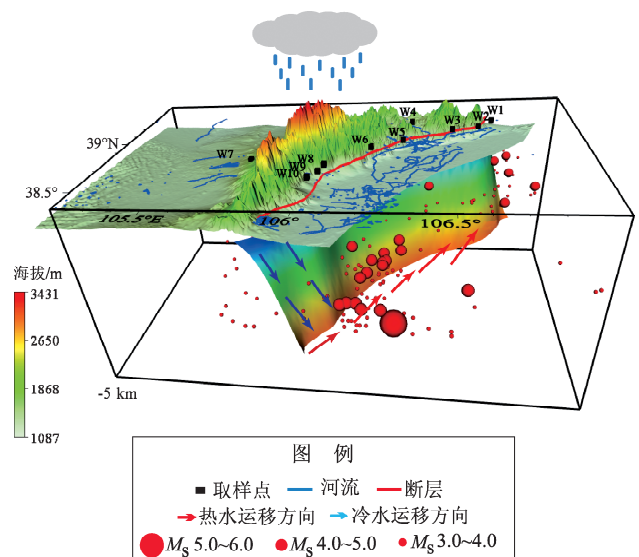 W4
W1
W2
W3
W5
W6
W7
W8
W9
W10
39°N
38.5°
105.5°E
106°
106.5°
海拔/m
3431
2650
1868
1087
-5 km
图 例
取样点 河流 断层
热水运移方向 冷水运移方向
MS 5.0~6.0 MS 4.0~5.0 MS 3.0~4.0